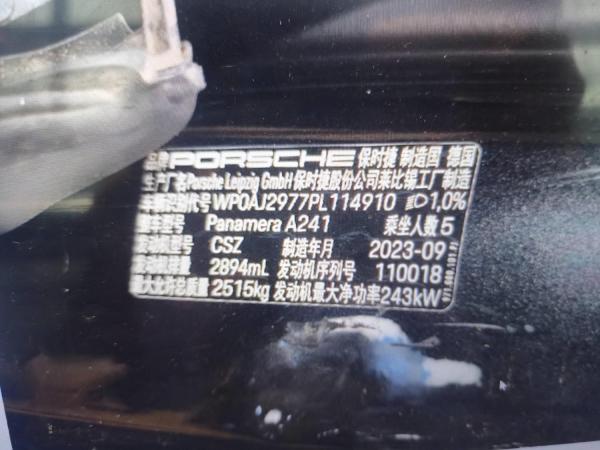 品牌 PORSCHE 保时捷 制造国 德国
生产厂名 Porsche Leipzig GmbH 保时捷股份公司莱比锡工厂制造
车辆识别代号 WP0AJ2977PL114910 1,0%
整车型号 Panamera A241 乘坐人数 5
发动机型号 CSZ 制造年月 2023-09
发动机排量 2894mL 发动机序列号 110018
最大允许总质量 2515kg 发动机最大净功率 243kW